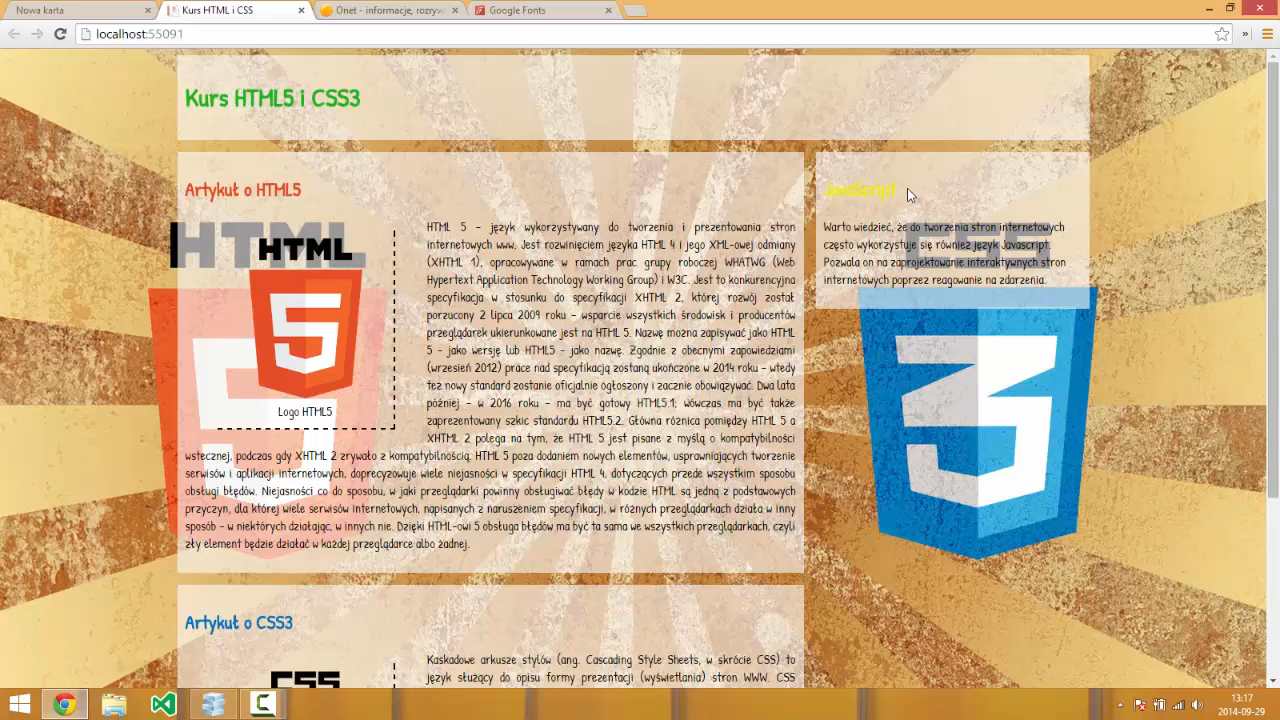 Nowa karta
Kurs HTML i CSS
Onet - informacje, rozryw
Google Fonts
localhost:55091
Kurs HTML5 i CSS3
Artykuł o HTML5
HTML
HTML
5
Logo HTML5
HTML 5 - język wykorzystywany do tworzenia i prezentowania stron
internetowych www. Jest rozwinięciem języka HTML 4 i jego XML-owej odmiany
(XHTML 1), opracowywane w ramach prac grupy roboczej WHATWG (Web
Hypertext Application Technology Working Group) i W3C. Jest to konkurencyjna
specyfikacja w stosunku do specyfikacji XHTML 2, której rozwój został
porzucony 2 lipca 2009 roku - wsparcie wszystkich środowisk i producentów
przeglądarek ukierunkowane jest na HTML 5. Nazwę można zapisywać jako HTML
5 - jako wersję lub HTML5 - jako nazwę. Zgodnie z obecnymi zapowiedziami
(wrzesień 2012) prace nad specyfikacją zostaną ukończone w 2014 roku - wtedy
też nowy standard zostanie oficjalnie ogłoszony i zacznie obowiązywać. Dwa lata
później - w 2016 roku - ma być gotowy HTML5.1; wówczas ma być także
zaprezentowany szkic standardu HTML5.2. Główna różnica pomiędzy HTML 5 a
XHTML 2 polega na tym, że HTML 5 jest pisane z myślą o kompatybilności
wstecznej, podczas gdy XHTML 2 zrywało z kompatybilnością. HTML 5 poza dodaniem nowych elementów, usprawniających tworzenie
serwisów i aplikacji internetowych, doprecyzowuje wiele niejasności w specyfikacji HTML 4, dotyczących przede wszystkim sposobu
obsługi błędów. Niejasności co do sposobu, w jaki przeglądarki powinny obsługiwać błędy w kodzie HTML są jedną z podstawowych
przyczyn, dla której wiele serwisów internetowych, napisanych z naruszeniem specyfikacji, w różnych przeglądarkach działa w inny
sposób - w niektórych działając, w innych nie. Dzięki HTML-owi 5 obsługa błędów ma być ta sama we wszystkich przeglądarkach, czyli
zły element będzie działać w każdej przeglądarce albo żadnej.
JavaScript
Warto wiedzieć, że do tworzenia stron internetowych
często wykorzystuje się również język Javascript.
Pozwala on na zaprojektowanie interaktywnych stron
internetowych poprzez reagowanie na zdarzenia.
Artykuł o CSS3
CSS
Kaskadowe arkusze stylów (ang. Cascading Style Sheets, w skrócie CSS) to
język służący do opisu formy prezentacji (wyświetlania) stron WWW. CSS
13:17
2014-09-29